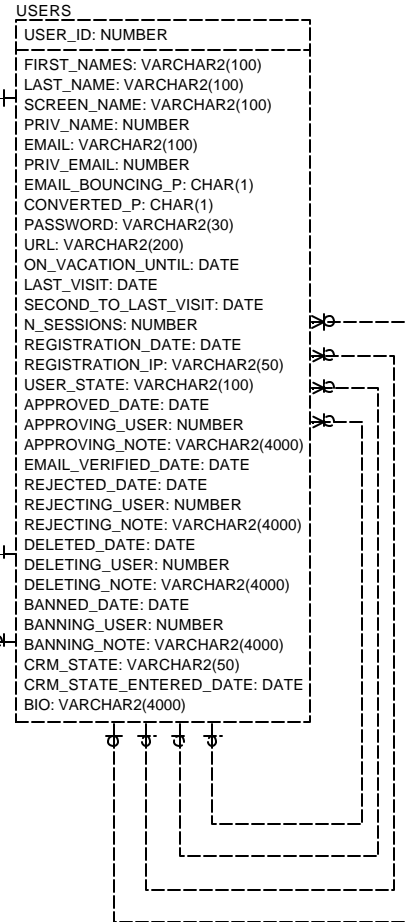 USERS
USER_ID: NUMBER
FIRST_NAMES: VARCHAR2(100)
LAST_NAME: VARCHAR2(100)
SCREEN_NAME: VARCHAR2(100)
PRIV_NAME: NUMBER
EMAIL: VARCHAR2(100)
PRIV_EMAIL: NUMBER
EMAIL_BOUNCING_P: CHAR(1)
CONVERTED_P: CHAR(1)
PASSWORD: VARCHAR2(30)
URL: VARCHAR2(200)
ON_VACATION_UNTIL: DATE
LAST_VISIT: DATE
SECOND_TO_LAST_VISIT: DATE
N_SESSIONS: NUMBER
REGISTRATION_DATE: DATE
REGISTRATION_IP: VARCHAR2(50)
USER_STATE: VARCHAR2(100)
APPROVED_DATE: DATE
APPROVING_USER: NUMBER
APPROVING_NOTE: VARCHAR2(4000)
EMAIL_VERIFIED_DATE: DATE
REJECTED_DATE: DATE
REJECTING_USER: NUMBER
REJECTING_NOTE: VARCHAR2(4000)
DELETED_DATE: DATE
DELETING_USER: NUMBER
DELETING_NOTE: VARCHAR2(4000)
BANNED_DATE: DATE
BANNING_USER: NUMBER
BANNING_NOTE: VARCHAR2(4000)
CRM_STATE: VARCHAR2(50)
CRM_STATE_ENTERED_DATE: DATE
BIO: VARCHAR2(4000)